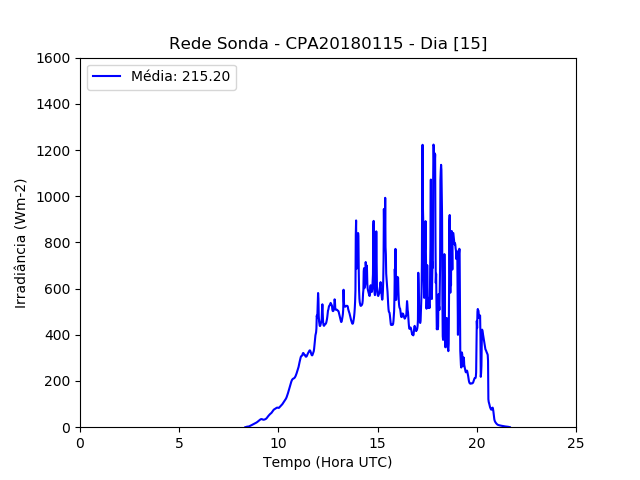 Rede Sonda - CPA20180115 - Dia [15]
1600
1400
1200
1000
800
600
400
200
0
Irradiância (Wm-2)
Média: 215.20
0 5 10 15 20 25
Tempo (Hora UTC)